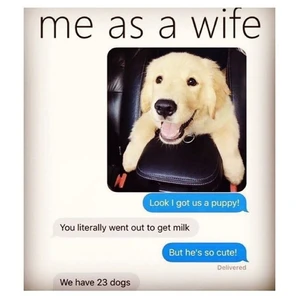 me as a wife
Look I got us a puppy!
You literally went out to get milk
But he's so cute!
Delivered
We have 23 dogs